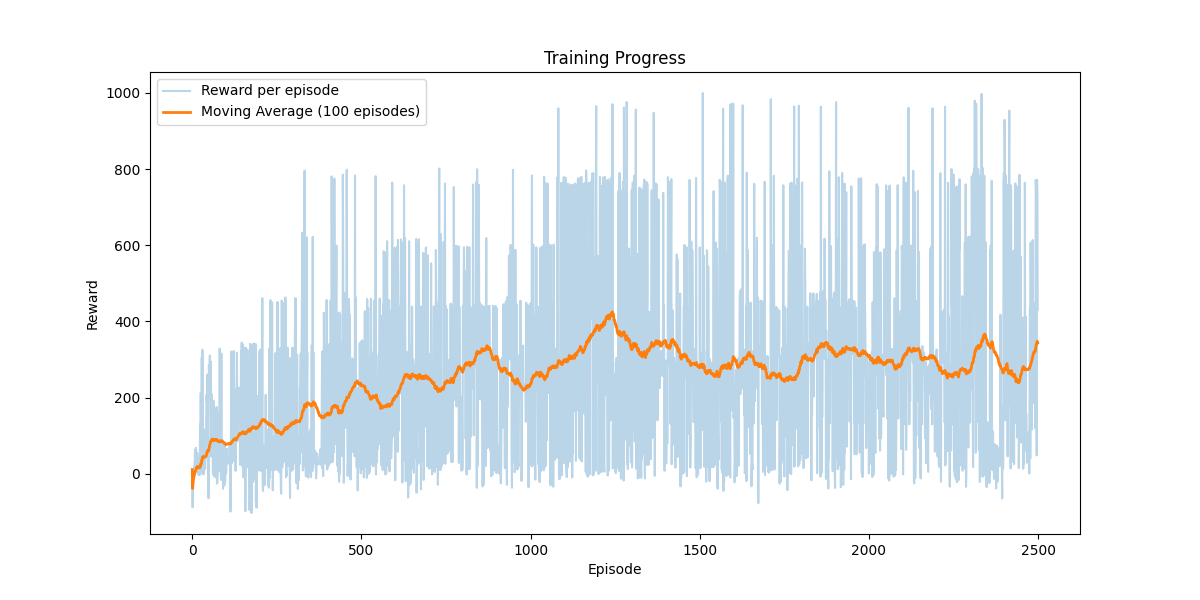 Training Progress
Reward per episode
Moving Average (100 episodes)
1000
800
600
400
200
0
Reward
0 500 1000 1500 2000 2500
Episode